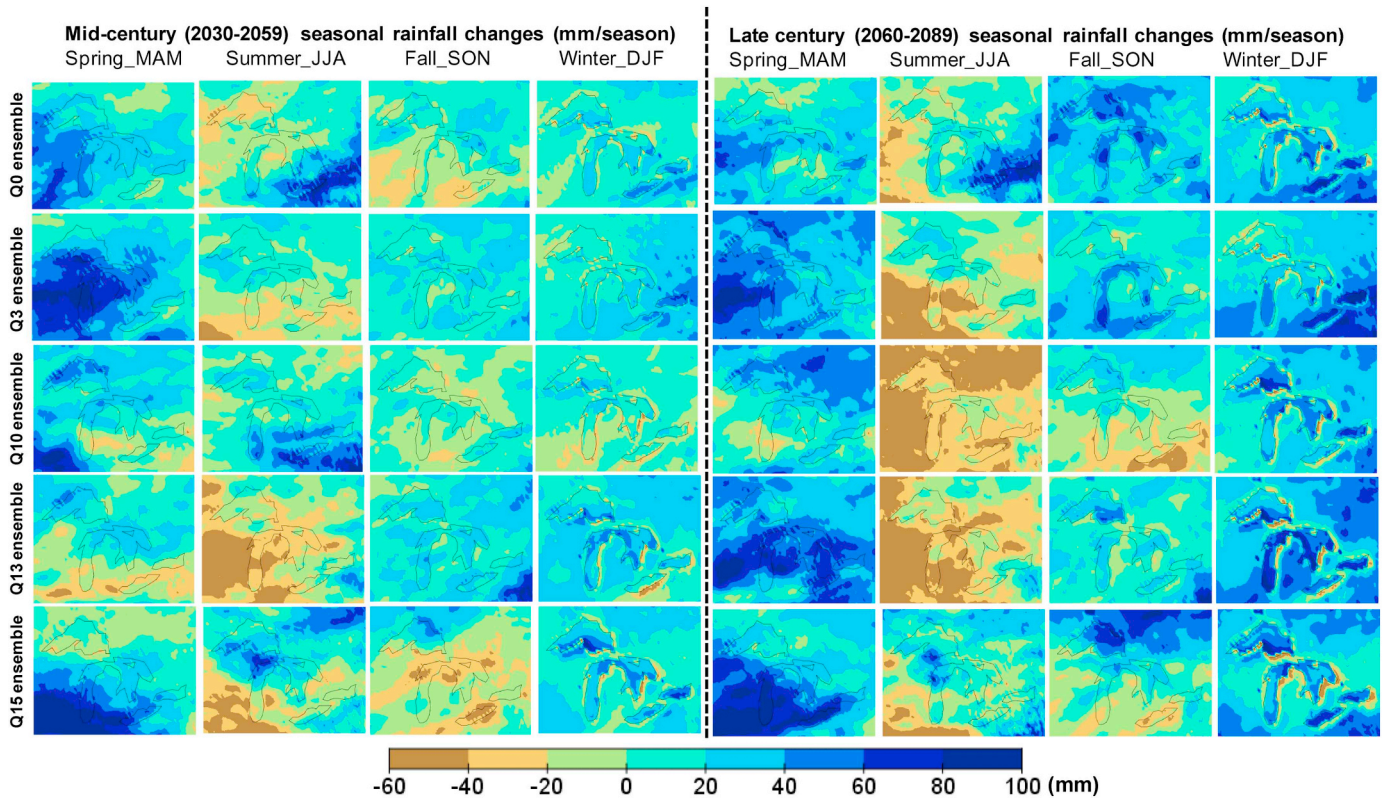 Mid-century (2030-2059) seasonal rainfall changes (mm/season)
Spring_MAM Summer_JJA Fall_SON Winter_DJF
Late century (2060-2089) seasonal rainfall changes (mm/season)
Spring_MAM Summer_JJA Fall_SON Winter_DJF
Q0 ensemble
Q3 ensemble
Q10 ensemble
Q13 ensemble
Q15 ensemble
-60 -40 -20 0 20 40 60 80 100 (mm)